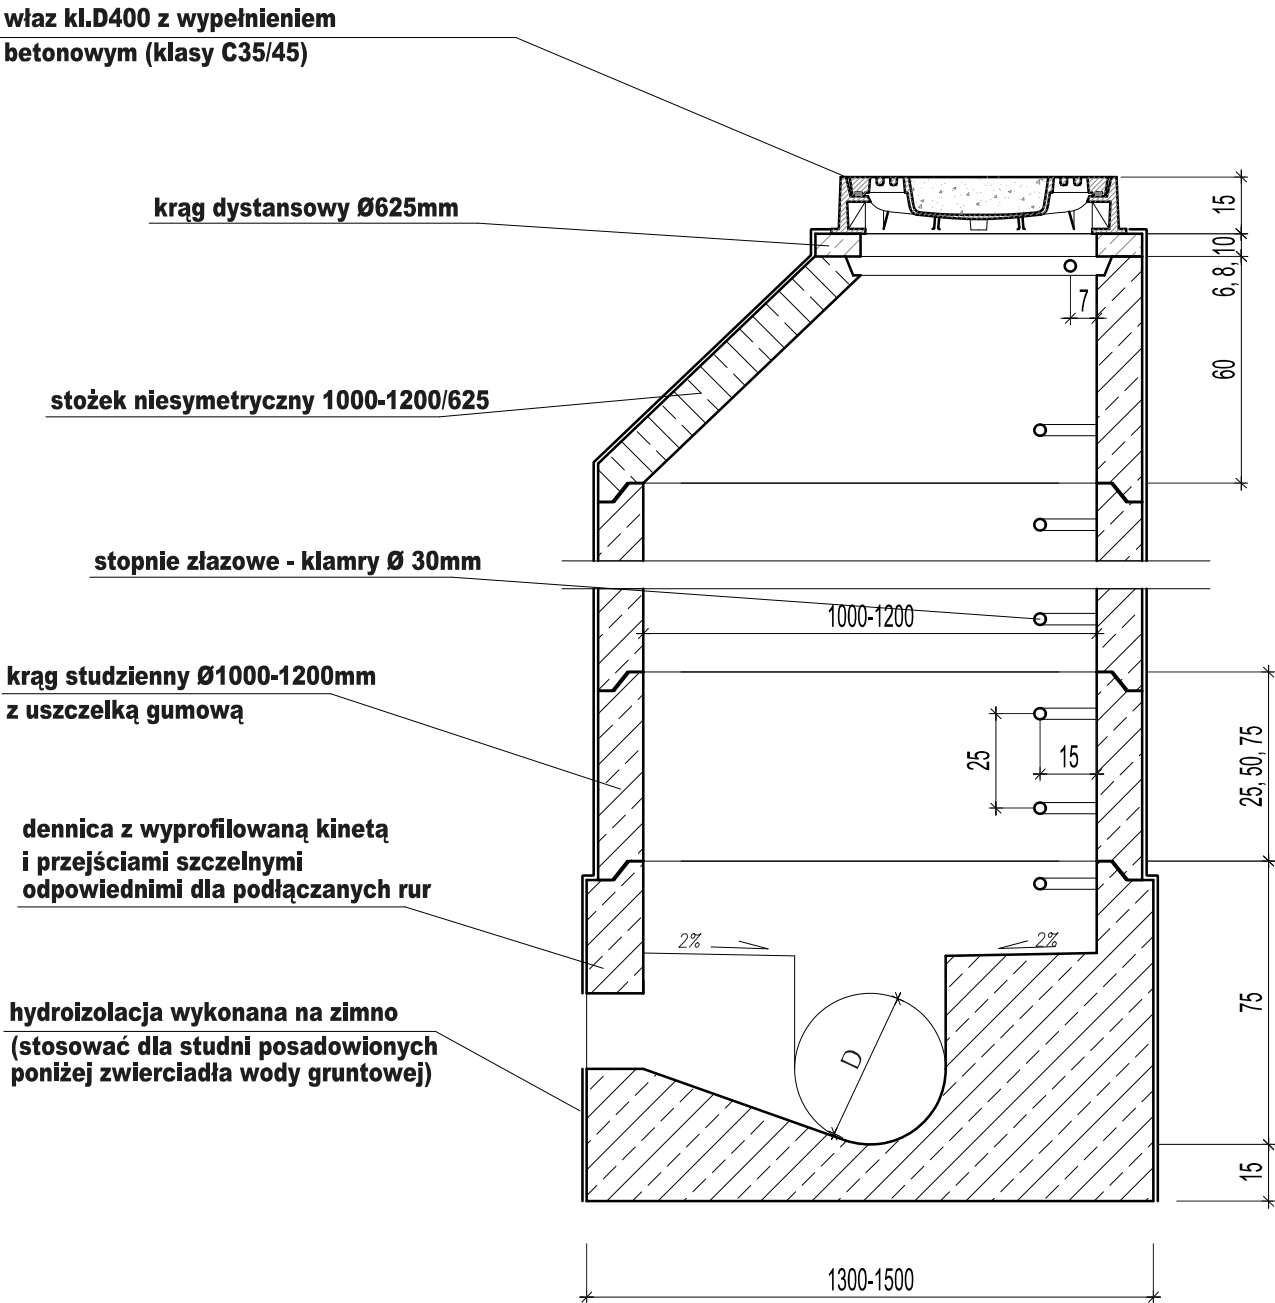 właz kl.D400 z wypełnieniem
betonowym (klasy C35/45)
krąg dystansowy Ø625mm
15
6, 8, 10
7
60
stożek niesymetryczny 1000-1200/625
stopnie złazowe - klamry Ø 30mm
1000-1200
krąg studzienny Ø1000-1200mm
z uszczelką gumową
25
15
25, 50, 75
dennica z wyprofilowaną kinetą
i przejściami szczelnymi
odpowiednimi dla podłączanych rur
2%
2%
hydroizolacja wykonana na zimno
(stosować dla studni posadowionych
poniżej zwierciadła wody gruntowej)
D
75
15
1300-1500